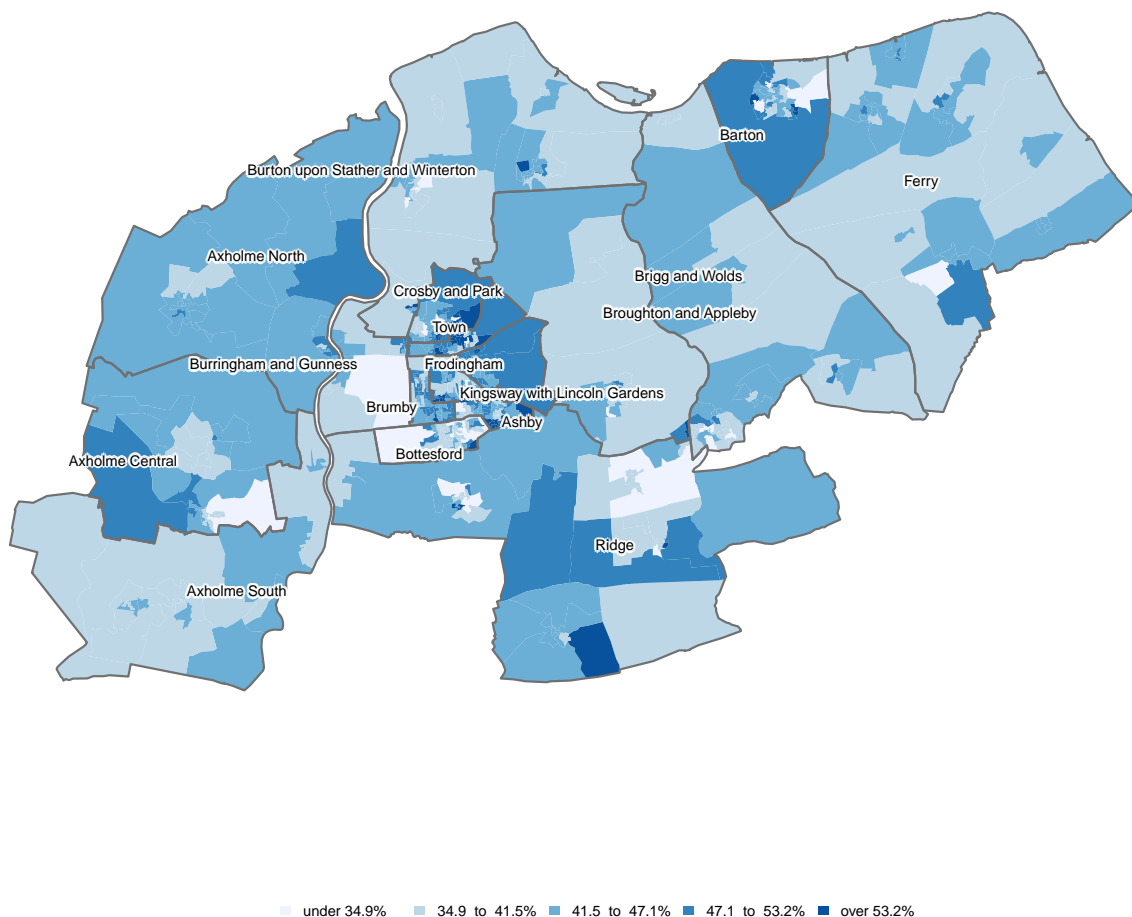 Barton
Burton upon Stather and Winterton
Ferry
Axholme North
Brigg and Wolds
Crosby and Park
Broughton and Appleby
Town
Burringham and Gunness
Frodingham
Kingsway with Lincoln Gardens
Brumby
Ashby
Bottesford
Axholme Central
Ridge
Axholme South
under 34.9% 34.9 to 41.5% 41.5 to 47.1% 47.1 to 53.2% over 53.2%